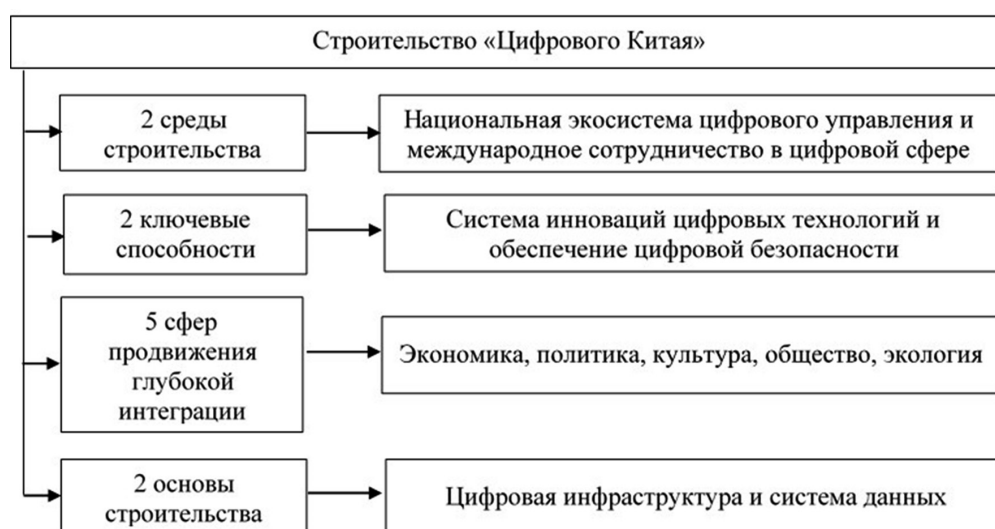 Строительство «Цифрового Китая»
2 среды
строительства
Национальная экосистема цифрового управления и
международное сотрудничество в цифровой сфере
2 ключевые
способности
Система инноваций цифровых технологий и
обеспечение цифровой безопасности
5 сфер
продвижения
глубокой
интеграции
Экономика, политика, культура, общество, экология
2 основы
строительства
Цифровая инфраструктура и система данных